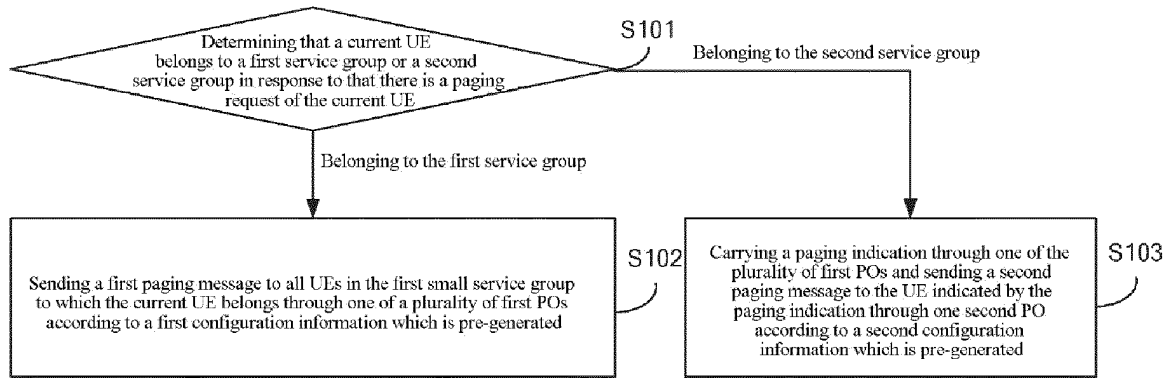 Determining that a current UE
belongs to a first service group or a second
service group in response to that there is a paging
request of the current UE
S101
Belonging to the second service group
Belonging to the first service group
Sending a first paging message to all UEs in the first small service group
to which the current UE belongs through one of a plurality of first POs
according to a first configuration information which is pre-generated
S102
Carrying a paging indication through one of the
plurality of first POs and sending a second
paging message to the UE indicated by the
paging indication through one second PO
according to a second configuration
information which is pre-generated
S103